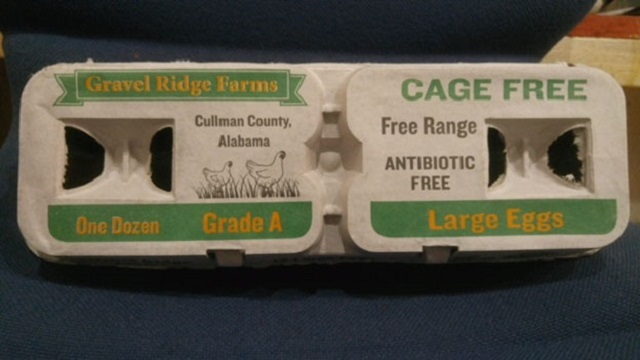 Gravel Ridge Farms
Cullman County,
Alabama
One Dozen Grade A
CAGE FREE
Free Range
ANTIBIOTIC
FREE
Large Eggs